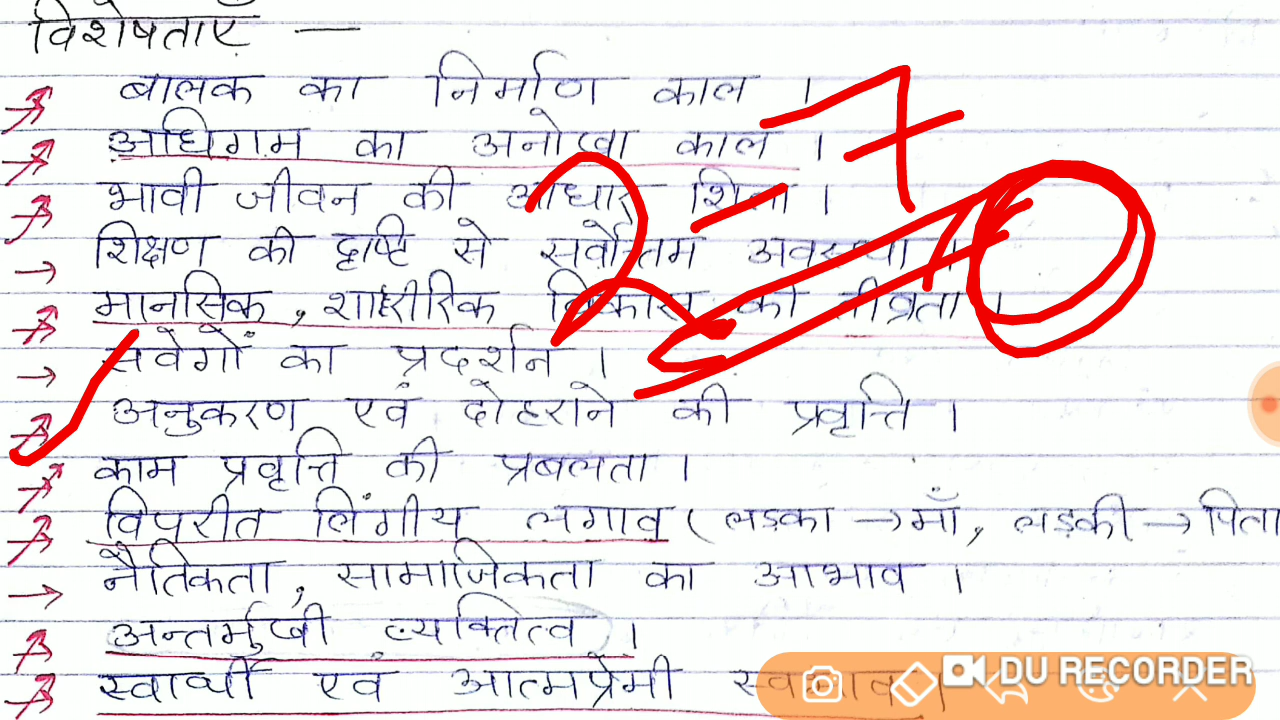 विशेषताएँ —
→ बालक का निर्माण काल ।
→ अधिगम का अनोखा काल ।
→ भावी जीवन की आधार शिला ।
→ शिक्षण की दृष्टि से सर्वोत्तम अवस्था ।
→ मानसिक, शारीरिक विकास की तीव्रता ।
→ संवेगों का प्रदर्शन ।
→ अनुकरण एवं दोहराने की प्रवृत्ति ।
→ काम प्रवृत्ति की प्रबलता ।
→ विपरीत लिंगीय लगाव (लड़का → माँ, लड़की → पिता
→ नैतिकता, सामाजिकता का आभाव ।
→ अन्तर्मुखी व्यक्तित्व ।
→ स्वार्थी एवं आत्मप्रेमी स्वभाव ।
DU RECORDER